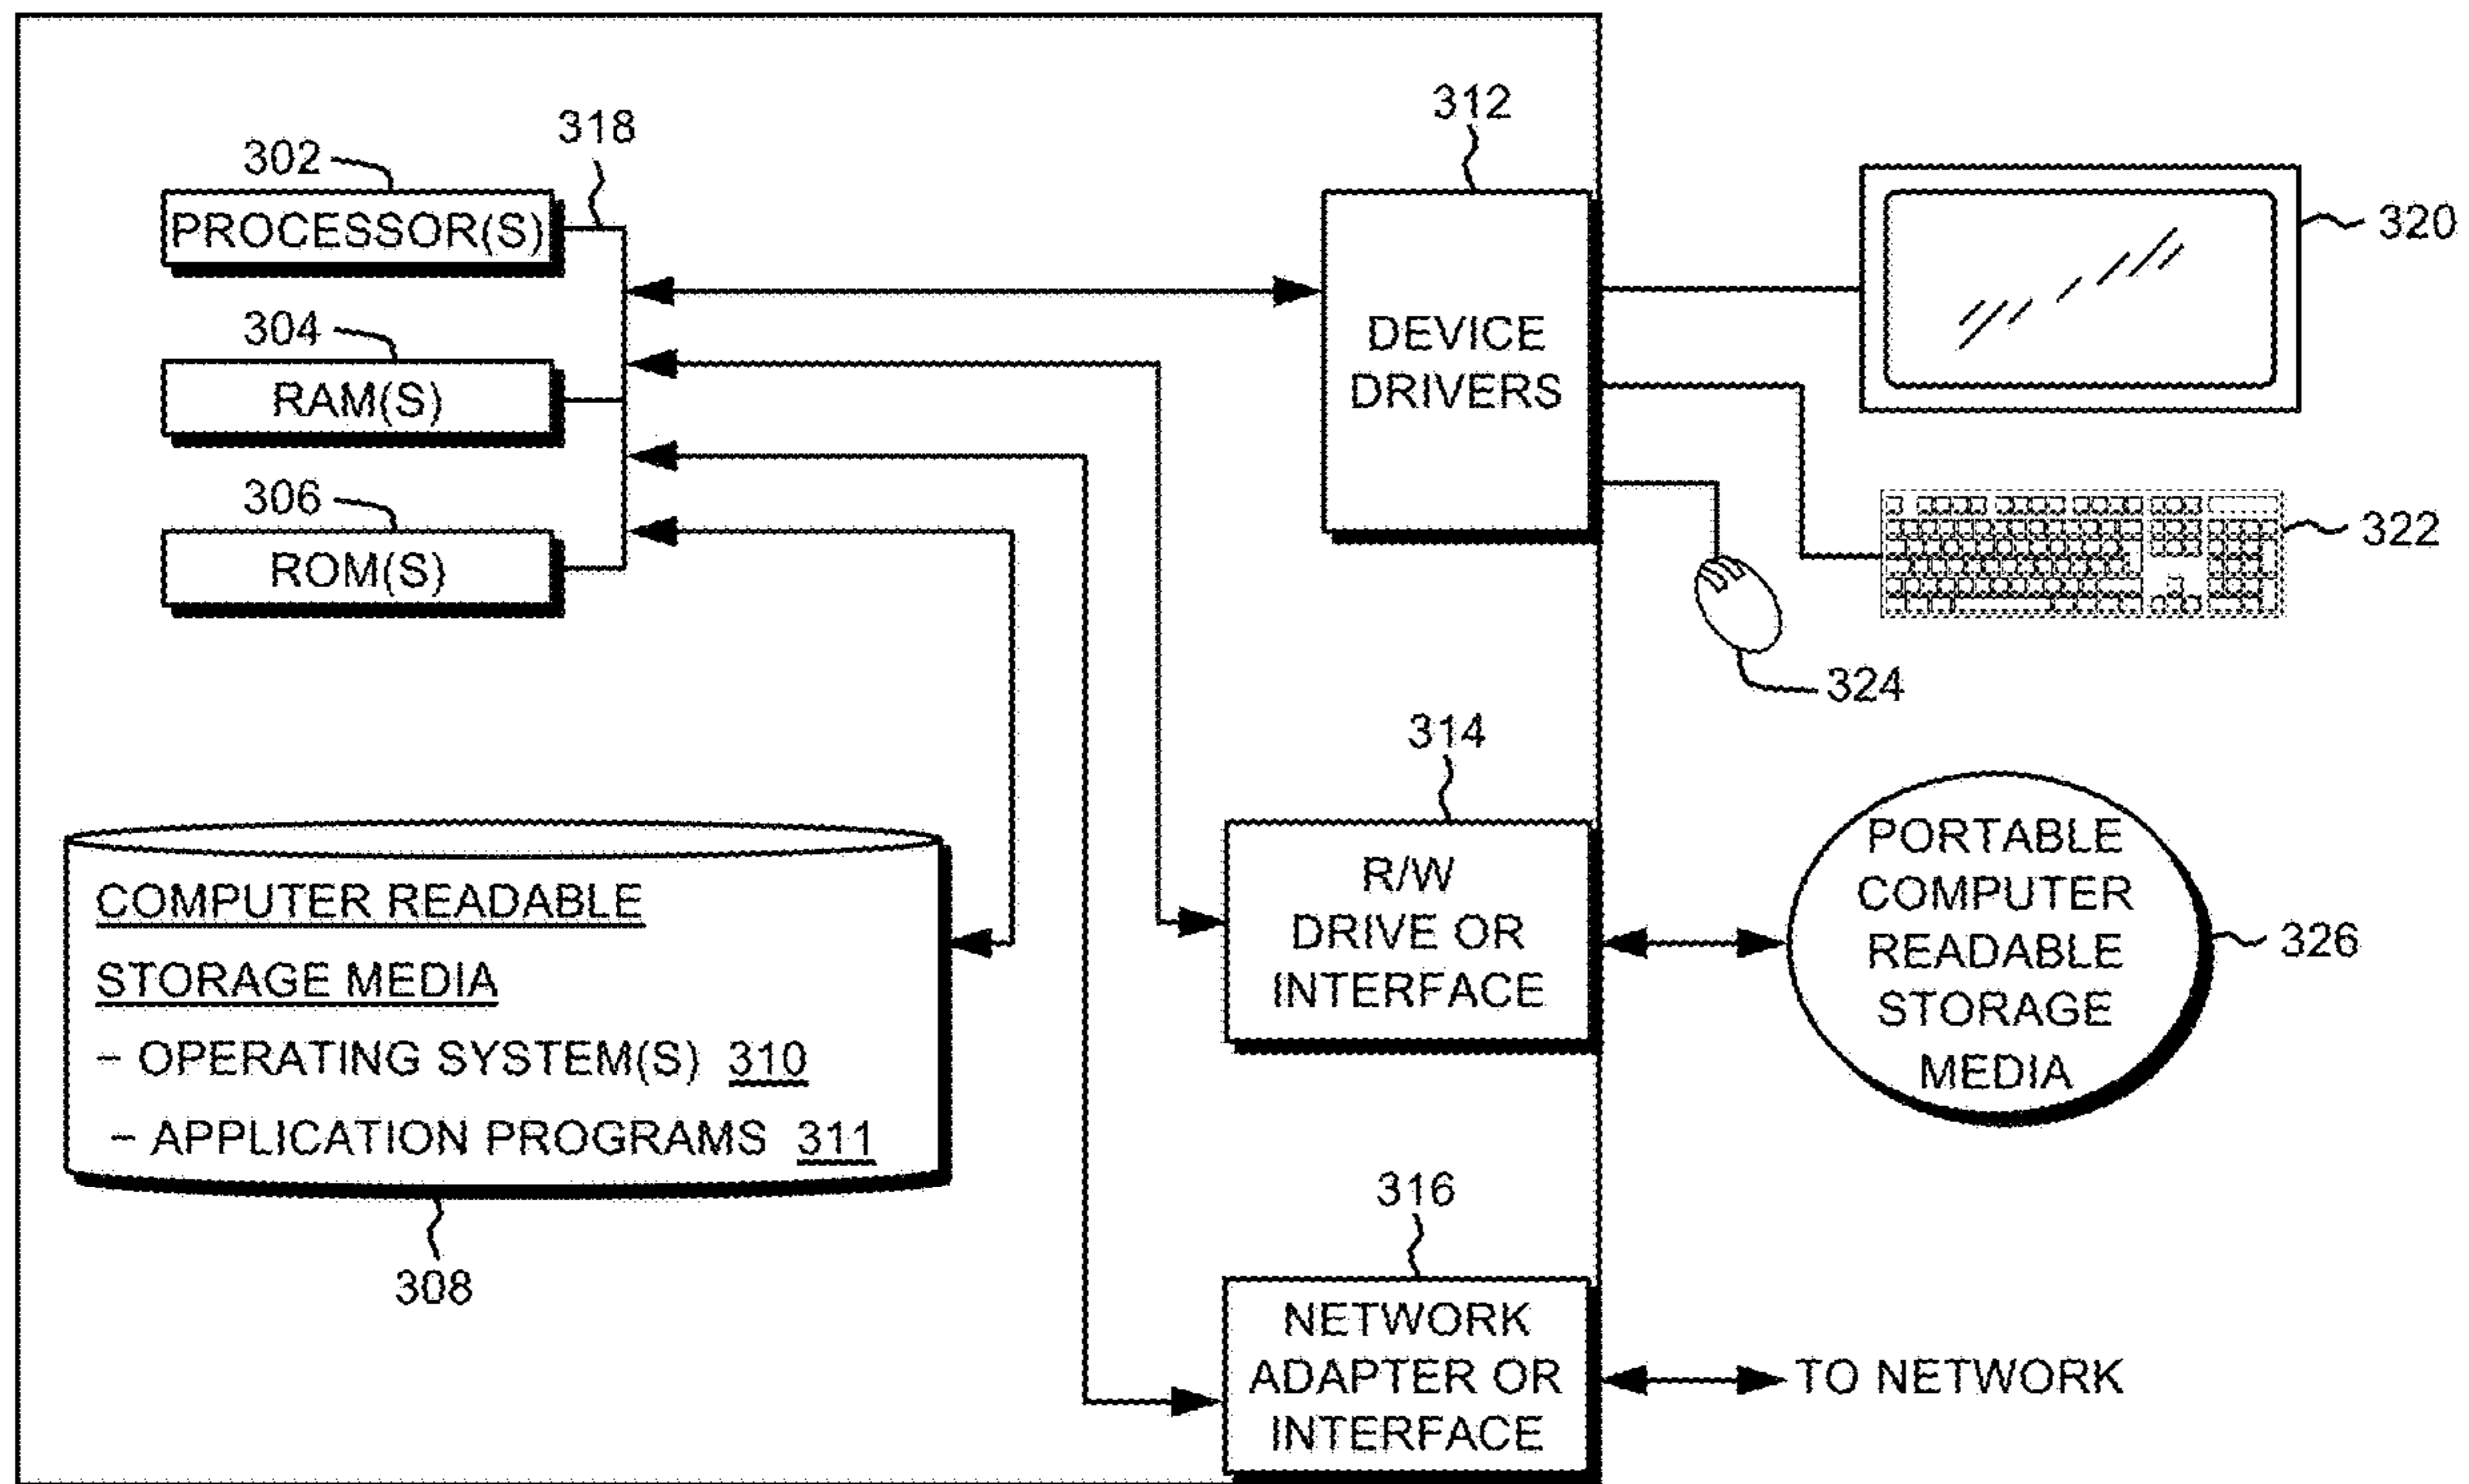 302
318
PROCESSOR(S)
304
RAM(S)
306
ROM(S)
312
DEVICE
DRIVERS
320
322
324
COMPUTER READABLE
STORAGE MEDIA
- OPERATING SYSTEM(S) 310
- APPLICATION PROGRAMS 311
308
314
R/W
DRIVE OR
INTERFACE
PORTABLE
COMPUTER
READABLE
STORAGE
MEDIA
326
316
NETWORK
ADAPTER OR
INTERFACE
TO NETWORK